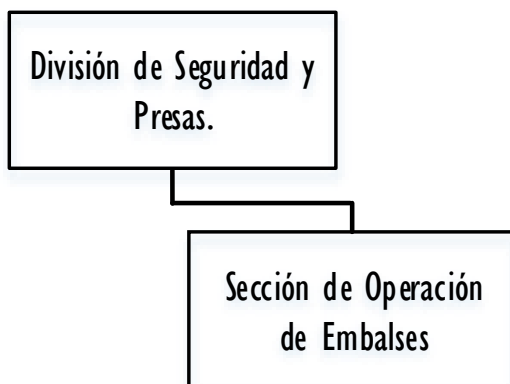 División de Seguridad y
Presas.
Sección de Operación
de Embalses